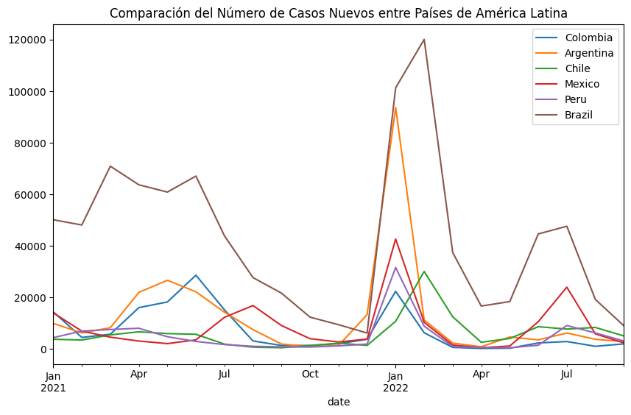 Comparación del Número de Casos Nuevos entre Países de América Latina
120000
100000
80000
60000
40000
20000
0
Colombia
Argentina
Chile
Mexico
Peru
Brazil
Jan Apr Jul Oct Jan Apr Jul
2021 2022
date